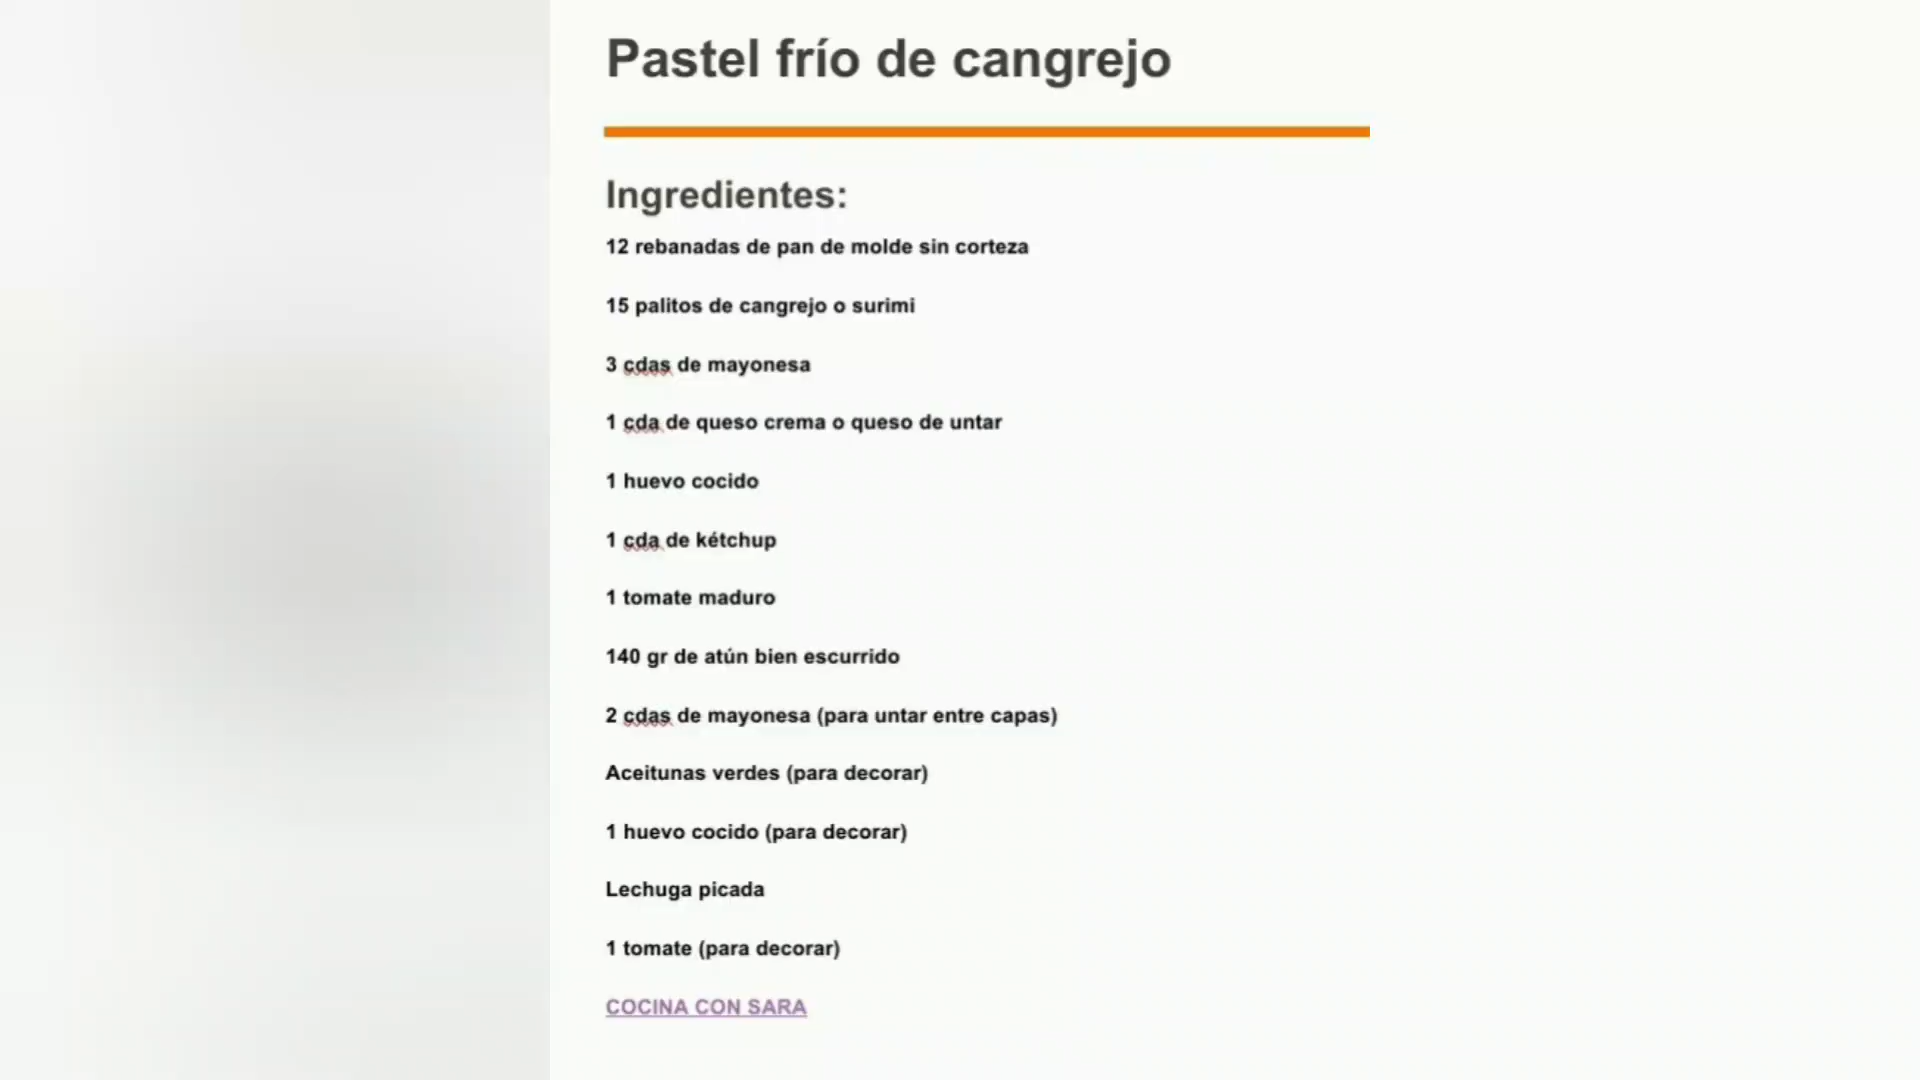 Pastel frío de cangrejo
Ingredientes:
12 rebanadas de pan de molde sin corteza
15 palitos de cangrejo o surimi
3 cdas de mayonesa
1 cda de queso crema o queso de untar
1 huevo cocido
1 cda de kétchup
1 tomate maduro
140 gr de atún bien escurrido
2 cdas de mayonesa (para untar entre capas)
Aceitunas verdes (para decorar)
1 huevo cocido (para decorar)
Lechuga picada
1 tomate (para decorar)
COCINA CON SARA